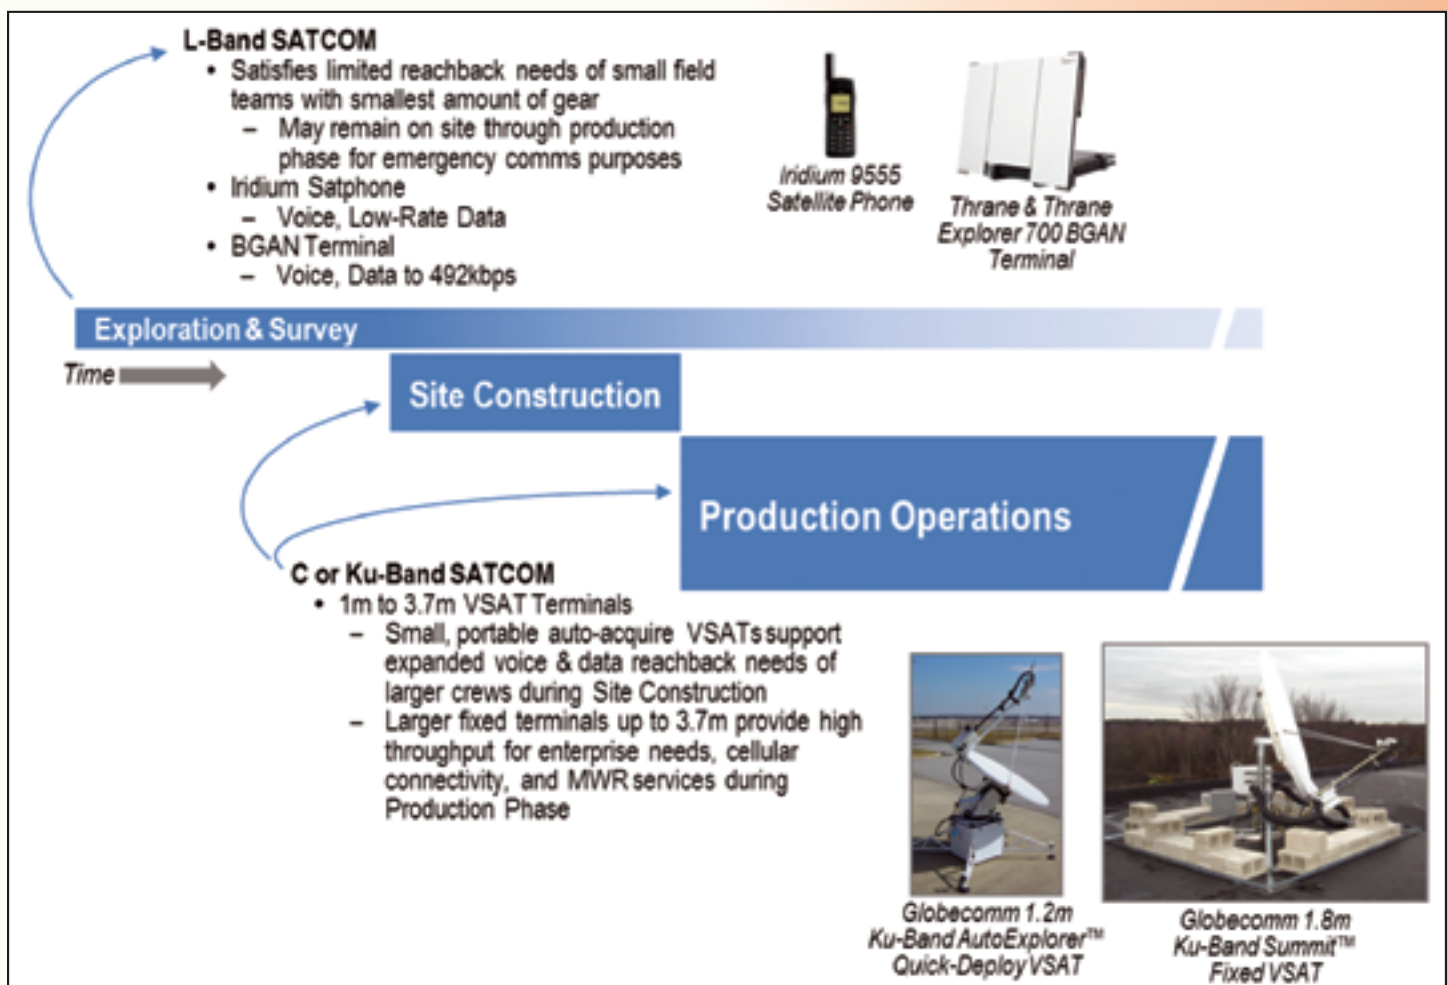 L-Band SATCOM
• Satisfies limited reachback needs of small field
teams with smallest amount of gear
– May remain on site through production
phase for emergency comms purposes
• Iridium Satphone
– Voice, Low-Rate Data
• BGAN Terminal
– Voice, Data to 492kbps
Iridium 9555
Satellite Phone
Thrane & Thrane
Explorer 700 BGAN
Terminal
Exploration & Survey
Time
Site Construction
Production Operations
C or Ku-Band SATCOM
• 1m to 3.7m VSAT Terminals
– Small, portable auto-acquire VSATs support
expanded voice & data reachback needs of
larger crews during Site Construction
– Larger fixed terminals up to 3.7m provide high
throughput for enterprise needs, cellular
connectivity, and MWR services during
Production Phase
Globecomm 1.2m
Ku-Band AutoExplorer™
Quick-Deploy VSAT
Globecomm 1.8m
Ku-Band Summit™
Fixed VSAT